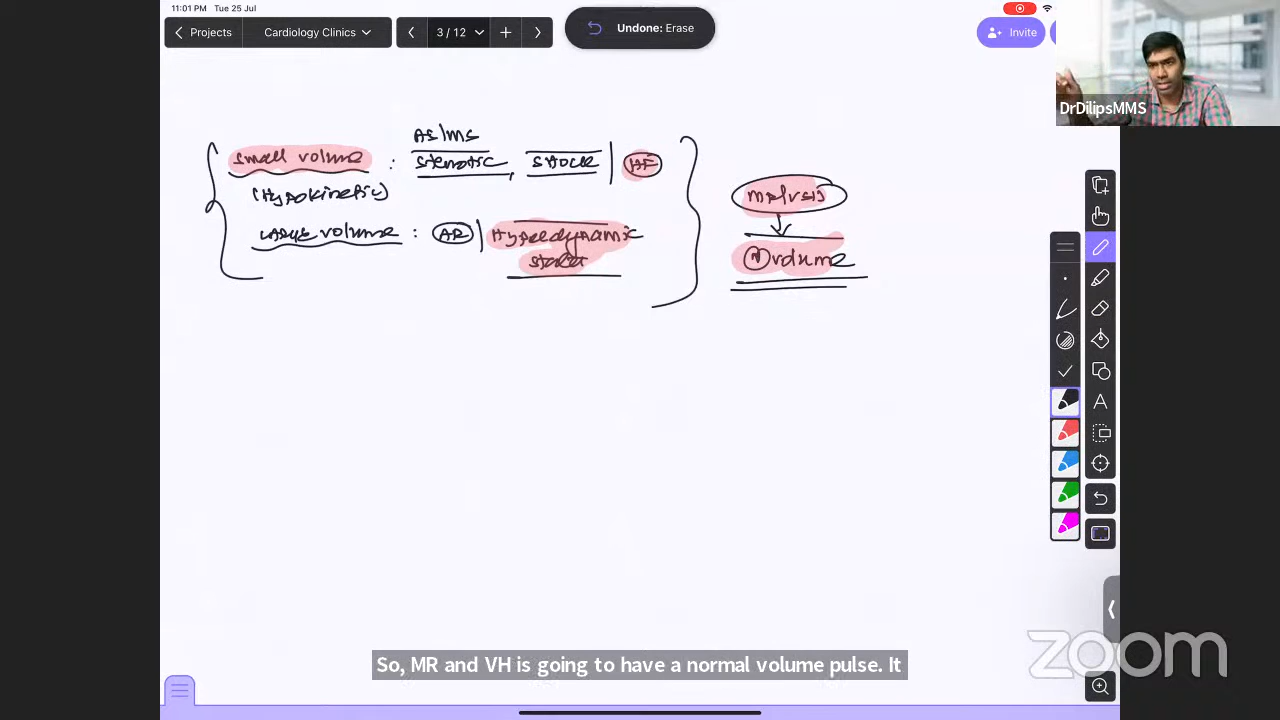 11:01 PM Tue 25 Jul
Projects
Cardiology Clinics
3 / 12
Undone: Erase
Invite
DrDilipsMMS
AS/MS
small volume : stenotic, shock | HF
(Hypokinetic)
Large volume : AR | Hyperdynamic
state
MR/VSD
↓
Ⓝ volume
So, MR and VH is going to have a normal volume pulse. It
zoom